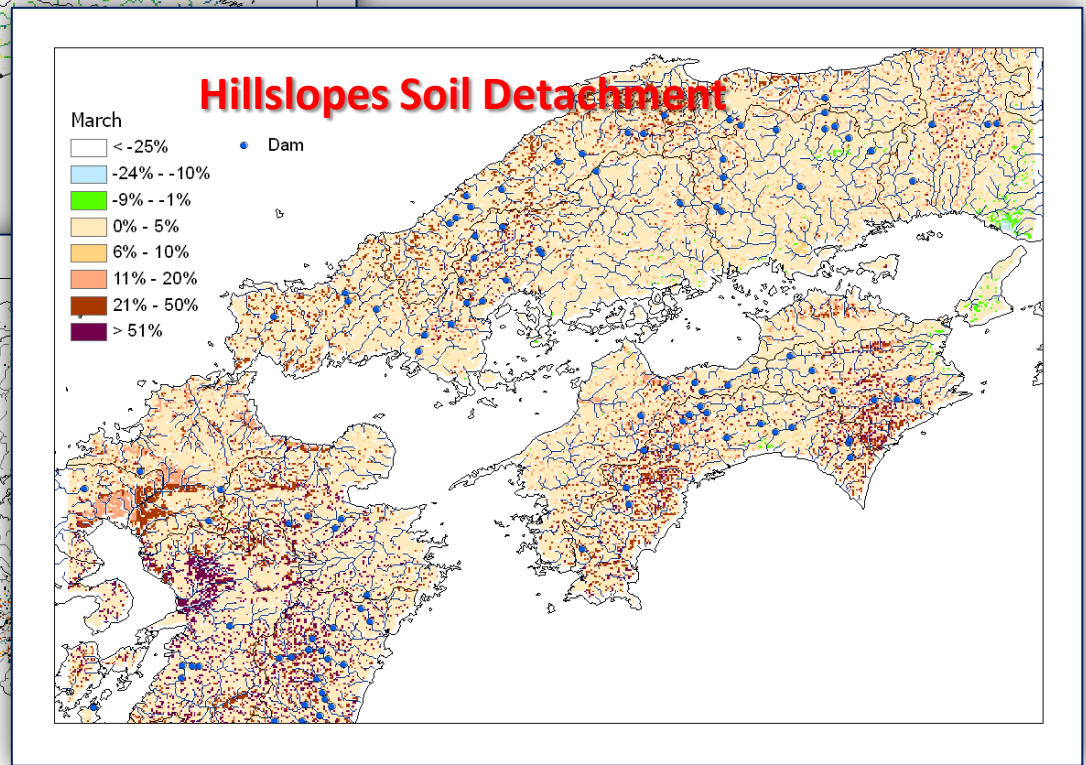 Hillslopes Soil Detachment
March
< -25%
-24% - -10%
-9% - -1%
0% - 5%
6% - 10%
11% - 20%
21% - 50%
> 51%
Dam